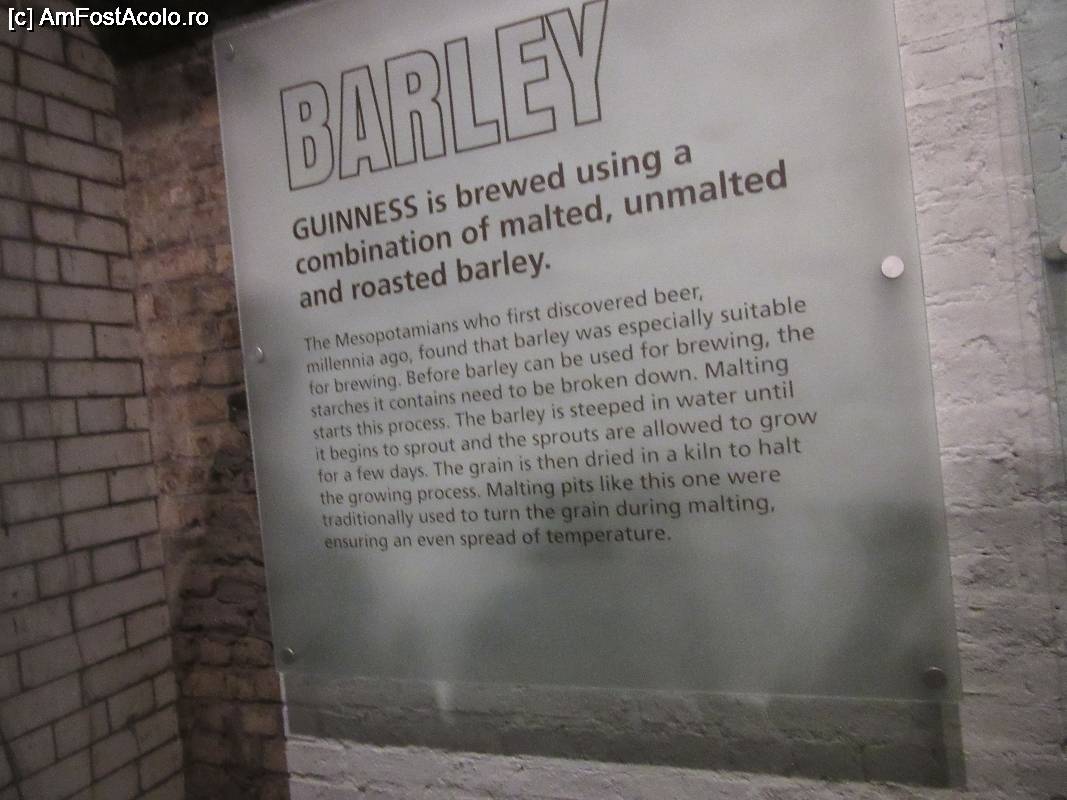 [c] AmFostAcolo.ro
BARLEY
GUINNESS is brewed using a
combination of malted, unmalted
and roasted barley.
The Mesopotamians who first discovered beer,
millennia ago, found that barley was especially suitable
for brewing. Before barley can be used for brewing, the
starches it contains need to be broken down. Malting
starts this process. The barley is steeped in water until
it begins to sprout and the sprouts are allowed to grow
for a few days. The grain is then dried in a kiln to halt
the growing process. Malting pits like this one were
traditionally used to turn the grain during malting,
ensuring an even spread of temperature.